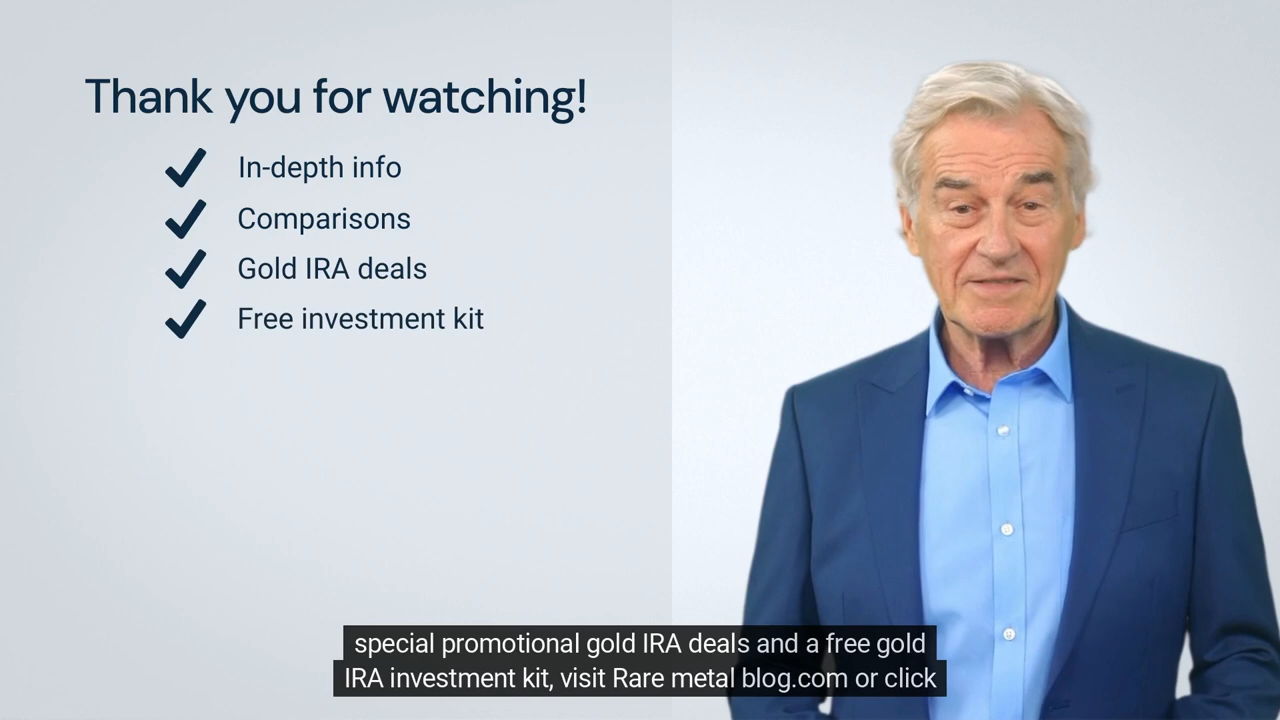 Thank you for watching!
In-depth info
Comparisons
Gold IRA deals
Free investment kit
special promotional gold IRA deals and a free gold
IRA investment kit, visit Rare metal blog.com or click